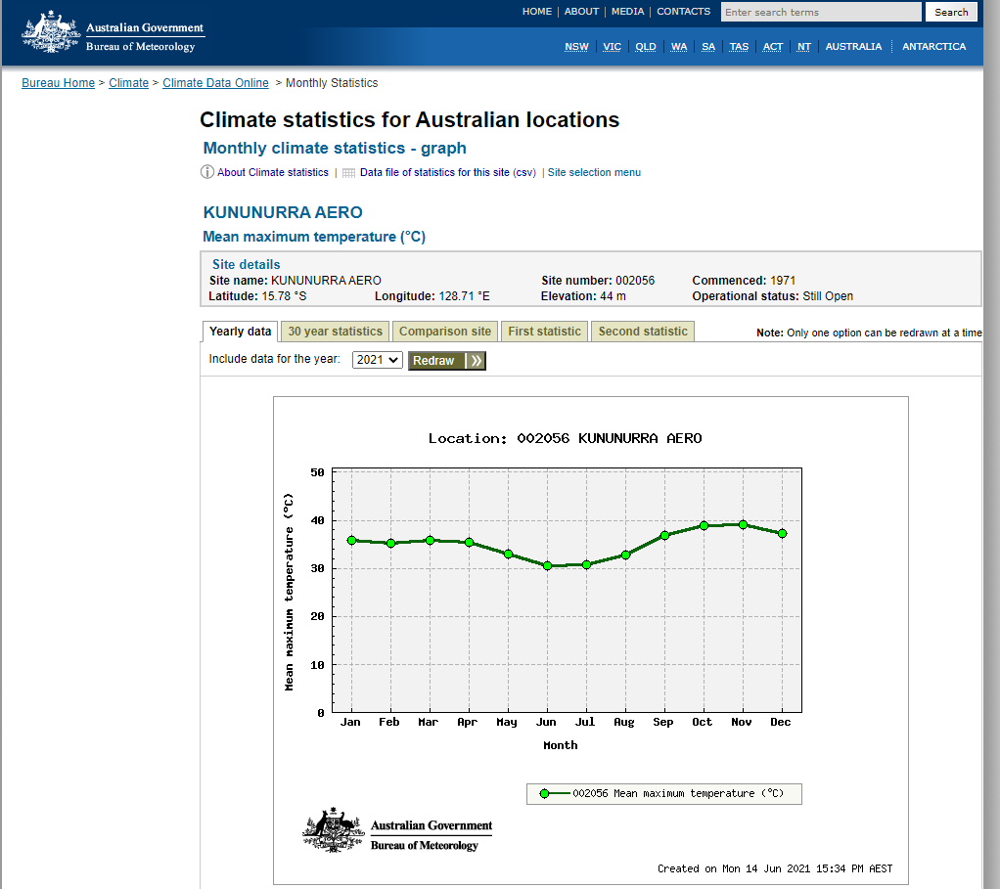 HOME | ABOUT | MEDIA | CONTACTS Enter search terms Search
Australian Government
Bureau of Meteorology
NSW VIC QLD WA SA TAS ACT NT AUSTRALIA ANTARCTICA
Bureau Home > Climate > Climate Data Online > Monthly Statistics
Climate statistics for Australian locations
Monthly climate statistics - graph
About Climate statistics | Data file of statistics for this site (csv) | Site selection menu
KUNUNURRA AERO
Mean maximum temperature (°C)
Site details
Site name: KUNUNURRA AERO Site number: 002056 Commenced: 1971
Latitude: 15.78 °S Longitude: 128.71 °E Elevation: 44 m Operational status: Still Open
Yearly data 30 year statistics Comparison site First statistic Second statistic Note: Only one option can be redrawn at a time
Include data for the year: 2021 Redraw
Location: 002056 KUNUNURRA AERO
Mean maximum temperature (°C)
50
40
30
20
10
0
Jan Feb Mar Apr May Jun Jul Aug Sep Oct Nov Dec
Month
002056 Mean maximum temperature (°C)
Australian Government
Bureau of Meteorology
Created on Mon 14 Jun 2021 15:34 PM AEST